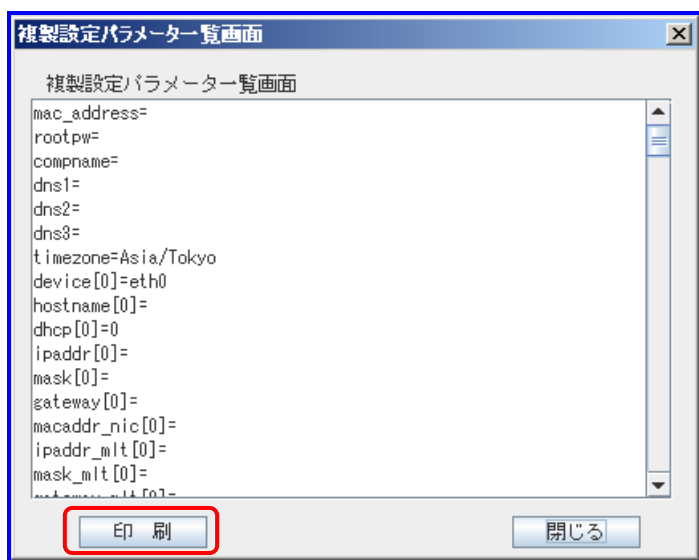 複製設定パラメーター覧画面
複製設定パラメーター覧画面
mac_address=
rootpw=
compname=
dns1=
dns2=
dns3=
timezone=Asia/Tokyo
device[0]=eth0
hostname[0]=
dhcp[0]=0
ipaddr[0]=
mask[0]=
gateway[0]=
macaddr_nic[0]=
ipaddr_mlt[0]=
mask_mlt[0]=
gateway_mlt[0]=
印 刷
閉じる